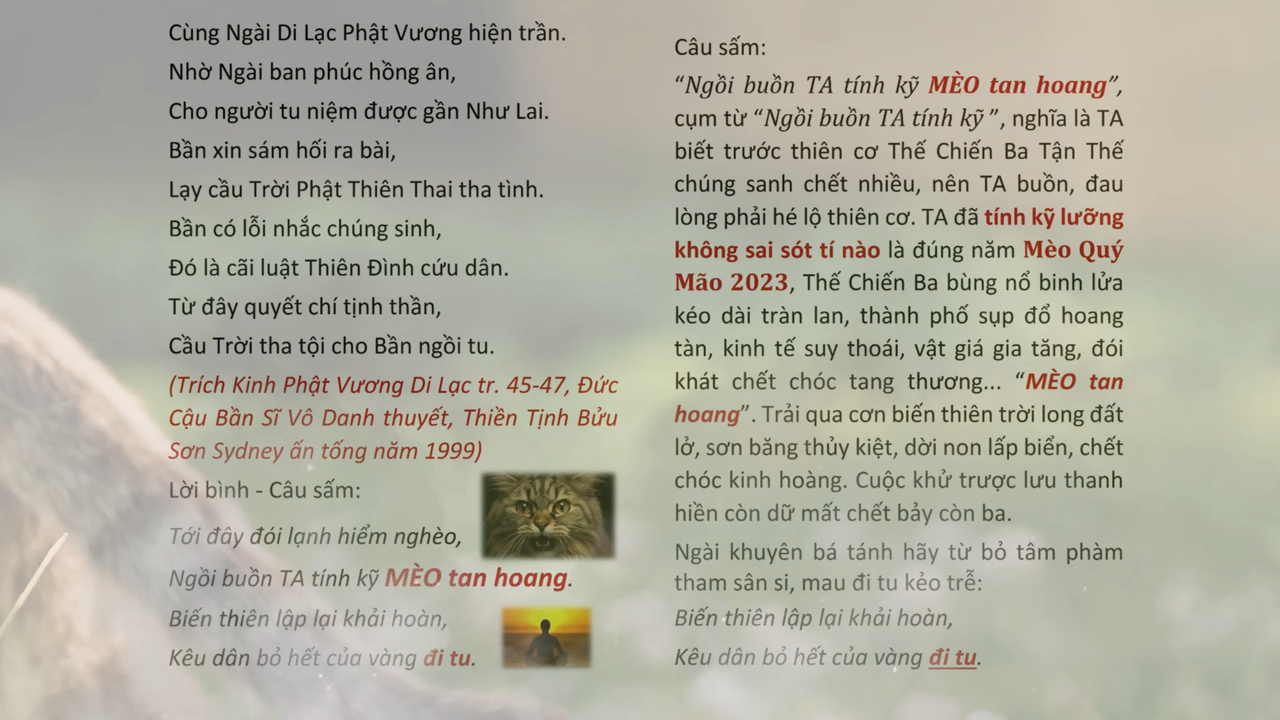 Cùng Ngài Di Lạc Phật Vương hiện trần.
Nhờ Ngài ban phúc hồng ân,
Cho người tu niệm được gần Như Lai.
Bần xin sám hối ra bài,
Lạy cầu Trời Phật Thiên Thai tha tình.
Bần có lỗi nhắc chúng sinh,
Đó là cãi luật Thiên Đình cứu dân.
Từ đây quyết chí tịnh thần,
Cầu Trời tha tội cho Bần ngồi tu.
(Trích Kinh Phật Vương Di Lạc tr. 45-47, Đức
Cậu Bần Sĩ Vô Danh thuyết, Thiền Tịnh Bửu
Sơn Sydney ấn tống năm 1999)
Lời bình - Câu sấm:
Tới đây đói lạnh hiểm nghèo,
Ngồi buồn TA tính kỹ MÈO tan hoang.
Biến thiên lập lại khải hoàn,
Kêu dân bỏ hết của vàng đi tu.
Câu sấm:
“Ngồi buồn TA tính kỹ MÈO tan hoang”,
cụm từ “Ngồi buồn TA tính kỹ ”, nghĩa là TA
biết trước thiên cơ Thế Chiến Ba Tận Thế
chúng sanh chết nhiều, nên TA buồn, đau
lòng phải hé lộ thiên cơ. TA đã tính kỹ lưỡng
không sai sót tí nào là đúng năm Mèo Quý
Mão 2023, Thế Chiến Ba bùng nổ binh lửa
kéo dài tràn lan, thành phố sụp đổ hoang
tàn, kinh tế suy thoái, vật giá gia tăng, đói
khát chết chóc tang thương... “MÈO tan
hoang”. Trải qua cơn biến thiên trời long đất
lở, sơn băng thủy kiệt, dời non lấp biển, chết
chóc kinh hoàng. Cuộc khử trược lưu thanh
hiền còn dữ mất chết bảy còn ba.
Ngài khuyên bá tánh hãy từ bỏ tâm phàm
tham sân si, mau đi tu kẻo trễ:
Biến thiên lập lại khải hoàn,
Kêu dân bỏ hết của vàng đi tu.